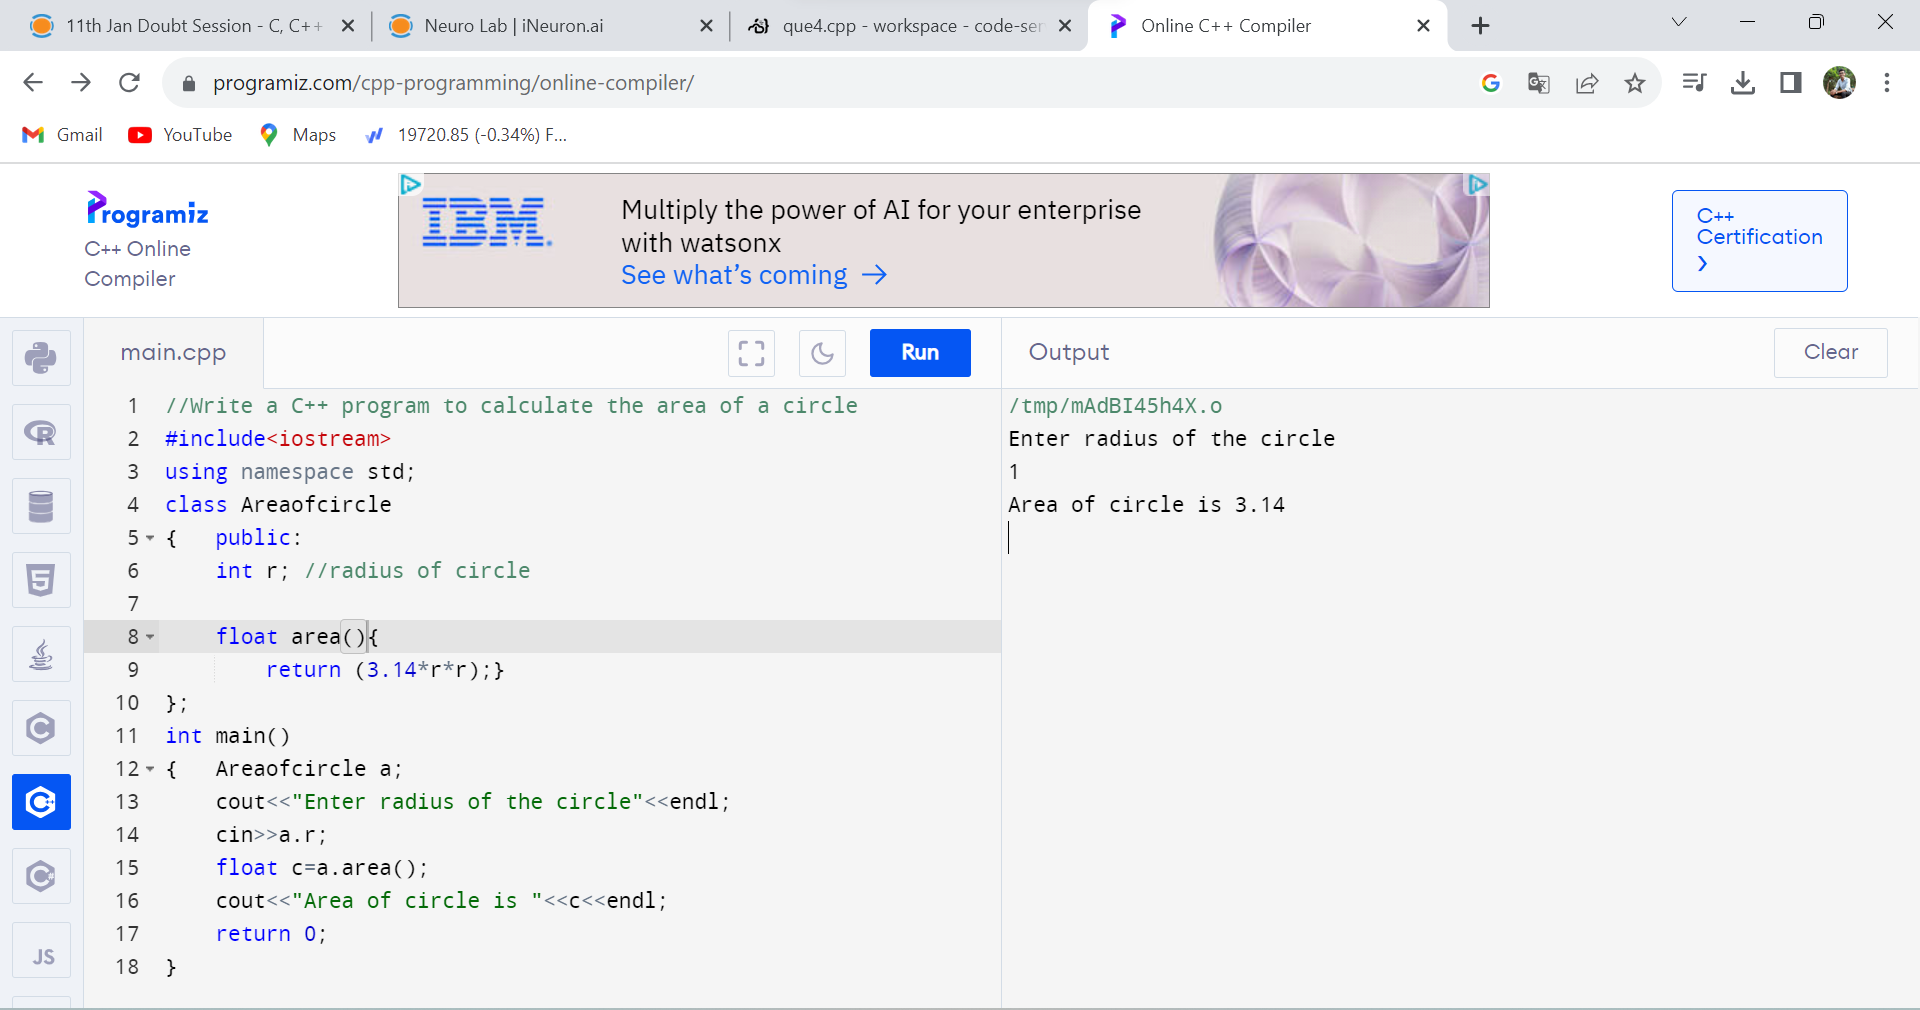 11th Jan Doubt Session - C, C++
Neuro Lab | iNeuron.ai
que4.cpp - workspace - code-ser
Online C++ Compiler
programiz.com/cpp-programming/online-compiler/
Gmail
YouTube
Maps
19720.85 (-0.34%) F...
Programiz
C++ Online
Compiler
IBM
Multiply the power of AI for your enterprise
with watsonx
See what's coming →
C++
Certification
main.cpp
Run
Output
Clear
1 //Write a C++ program to calculate the area of a circle
2 #include<iostream>
3 using namespace std;
4 class Areaofcircle
5 {   public:
6     int r; //radius of circle
7
8     float area(){
9         return (3.14*r*r);}
10 };
11 int main()
12 {   Areaofcircle a;
13     cout<<"Enter radius of the circle"<<endl;
14     cin>>a.r;
15     float c=a.area();
16     cout<<"Area of circle is "<<c<<endl;
17     return 0;
18 }
/tmp/mAdBI45h4X.o
Enter radius of the circle
1
Area of circle is 3.14
R
5
C
C++
C#
JS